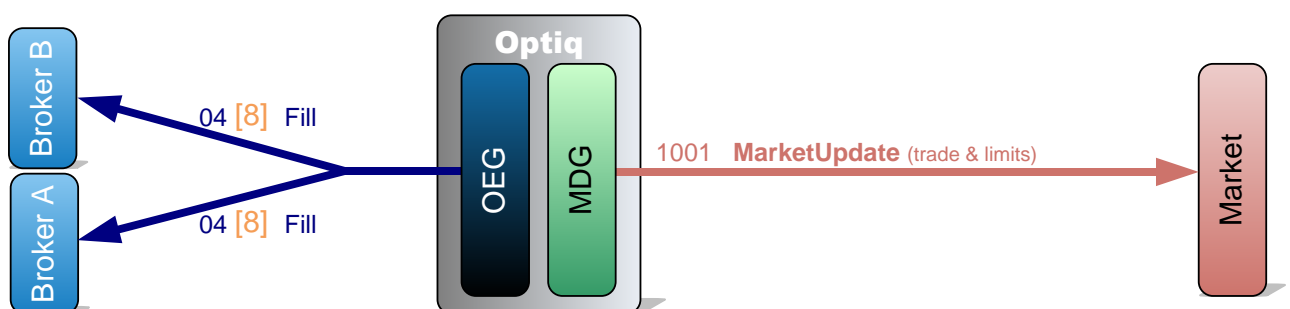 Optiq
Broker B
04 [8] Fill
OEG
MDG
1001 MarketUpdate (trade & limits)
Market
Broker A
04 [8] Fill